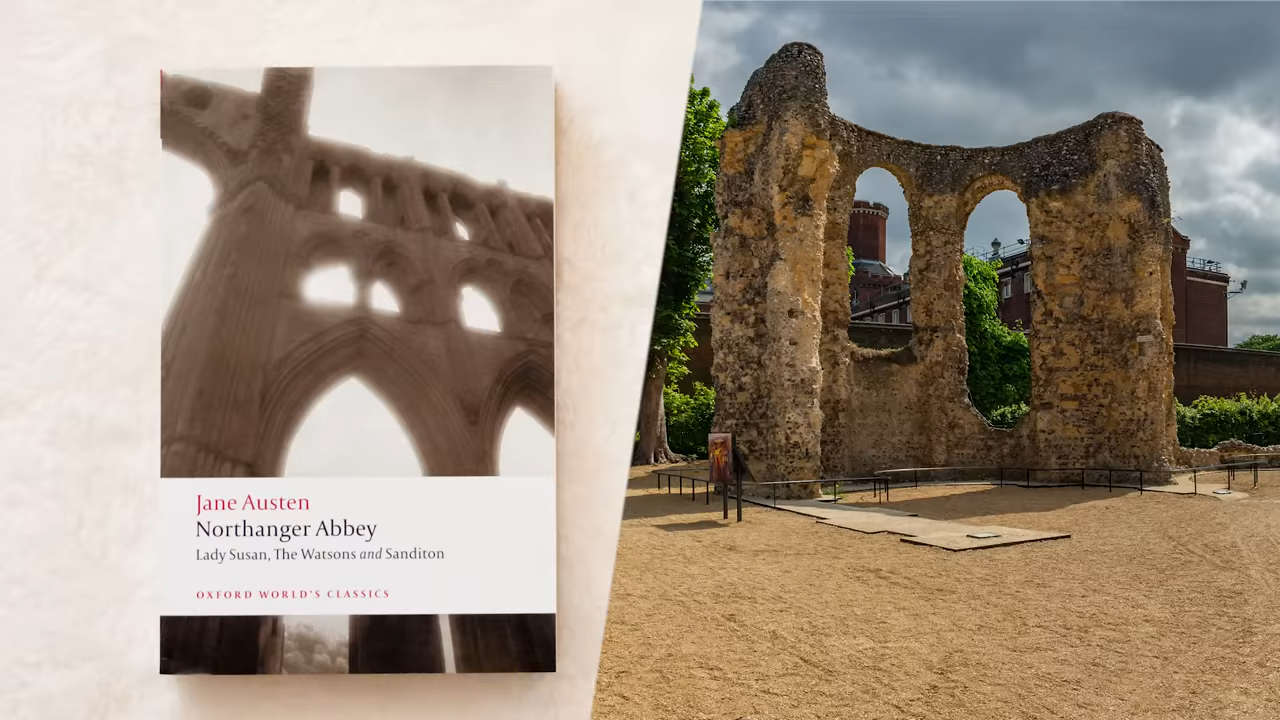 Jane Austen
Northanger Abbey
Lady Susan, The Watsons and Sanditon
OXFORD WORLD'S CLASSICS